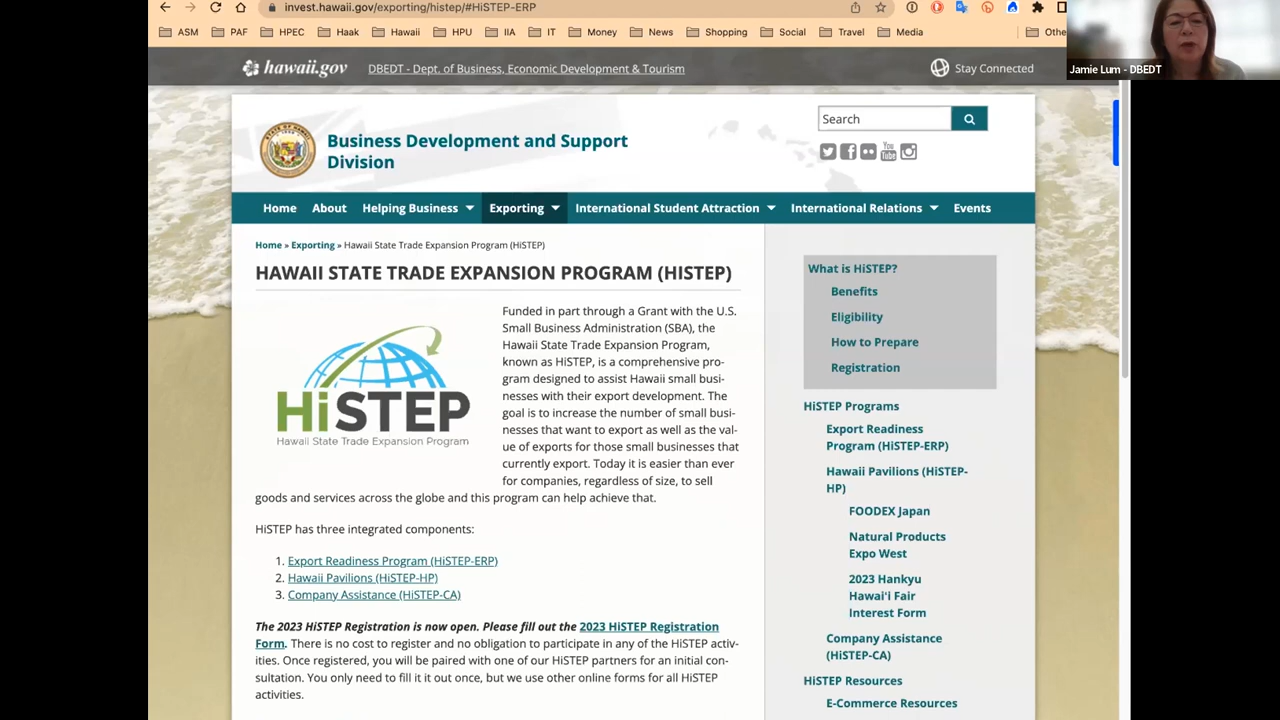 invest.hawaii.gov/exporting/histep/#HiSTEP-ERP
ASM PAF HPEC Haak Hawaii HPU IIA IT Money News Shopping Social Travel Media Othe
Jamie Lum - DBEDT
hawaii.gov DBEDT - Dept. of Business, Economic Development & Tourism Stay Connected
Search
Business Development and Support
Division
You
Tube
Home About Helping Business Exporting International Student Attraction International Relations Events
Home » Exporting » Hawaii State Trade Expansion Program (HiSTEP)
HAWAII STATE TRADE EXPANSION PROGRAM (HISTEP)
HiSTEP
Hawaii State Trade Expansion Program
Funded in part through a Grant with the U.S.
Small Business Administration (SBA), the
Hawaii State Trade Expansion Program,
known as HiSTEP, is a comprehensive pro-
gram designed to assist Hawaii small busi-
nesses with their export development. The
goal is to increase the number of small busi-
nesses that want to export as well as the val-
ue of exports for those small businesses that
currently export. Today it is easier than ever
for companies, regardless of size, to sell
goods and services across the globe and this program can help achieve that.
HiSTEP has three integrated components:
1. Export Readiness Program (HiSTEP-ERP)
2. Hawaii Pavilions (HiSTEP-HP)
3. Company Assistance (HiSTEP-CA)
The 2023 HiSTEP Registration is now open. Please fill out the 2023 HiSTEP Registration
Form. There is no cost to register and no obligation to participate in any of the HiSTEP activ-
ities. Once registered, you will be paired with one of our HiSTEP partners for an initial con-
sultation. You only need to fill it it out once, but we use other online forms for all HiSTEP
activities.
What is HiSTEP?
Benefits
Eligibility
How to Prepare
Registration
HiSTEP Programs
Export Readiness
Program (HiSTEP-ERP)
Hawaii Pavilions (HiSTEP-
HP)
FOODEX Japan
Natural Products
Expo West
2023 Hankyu
Hawai'i Fair
Interest Form
Company Assistance
(HiSTEP-CA)
HiSTEP Resources
E-Commerce Resources